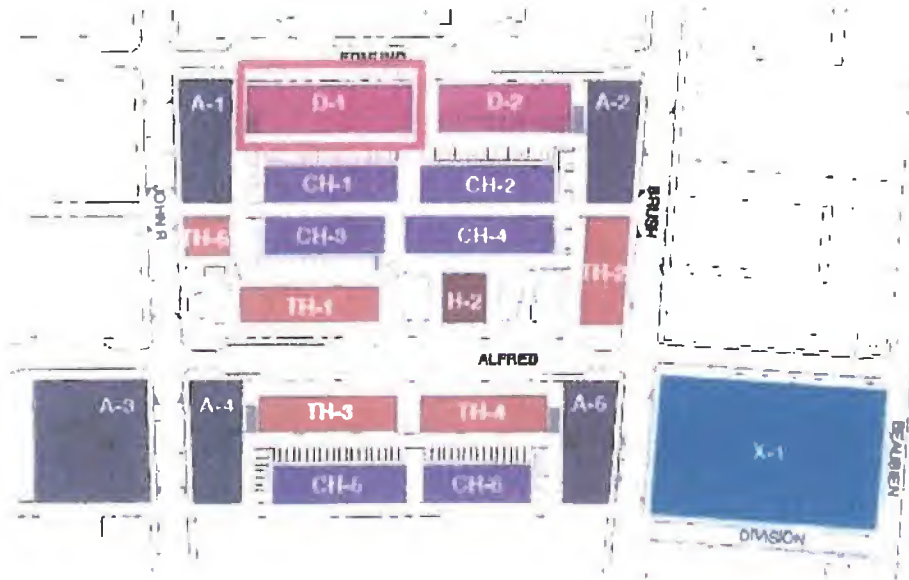 EDMUND
A-1
D-1
D-2
A-2
CH-1
CH-2
JOHN R
BRUSH
TH-6
CH-3
CH-4
TH-2
TH-1
H-2
ALFRED
A-3
A-4
TH-3
TH-4
A-5
X-1
BEAUBIEN
CH-5
CH-6
DIVISION